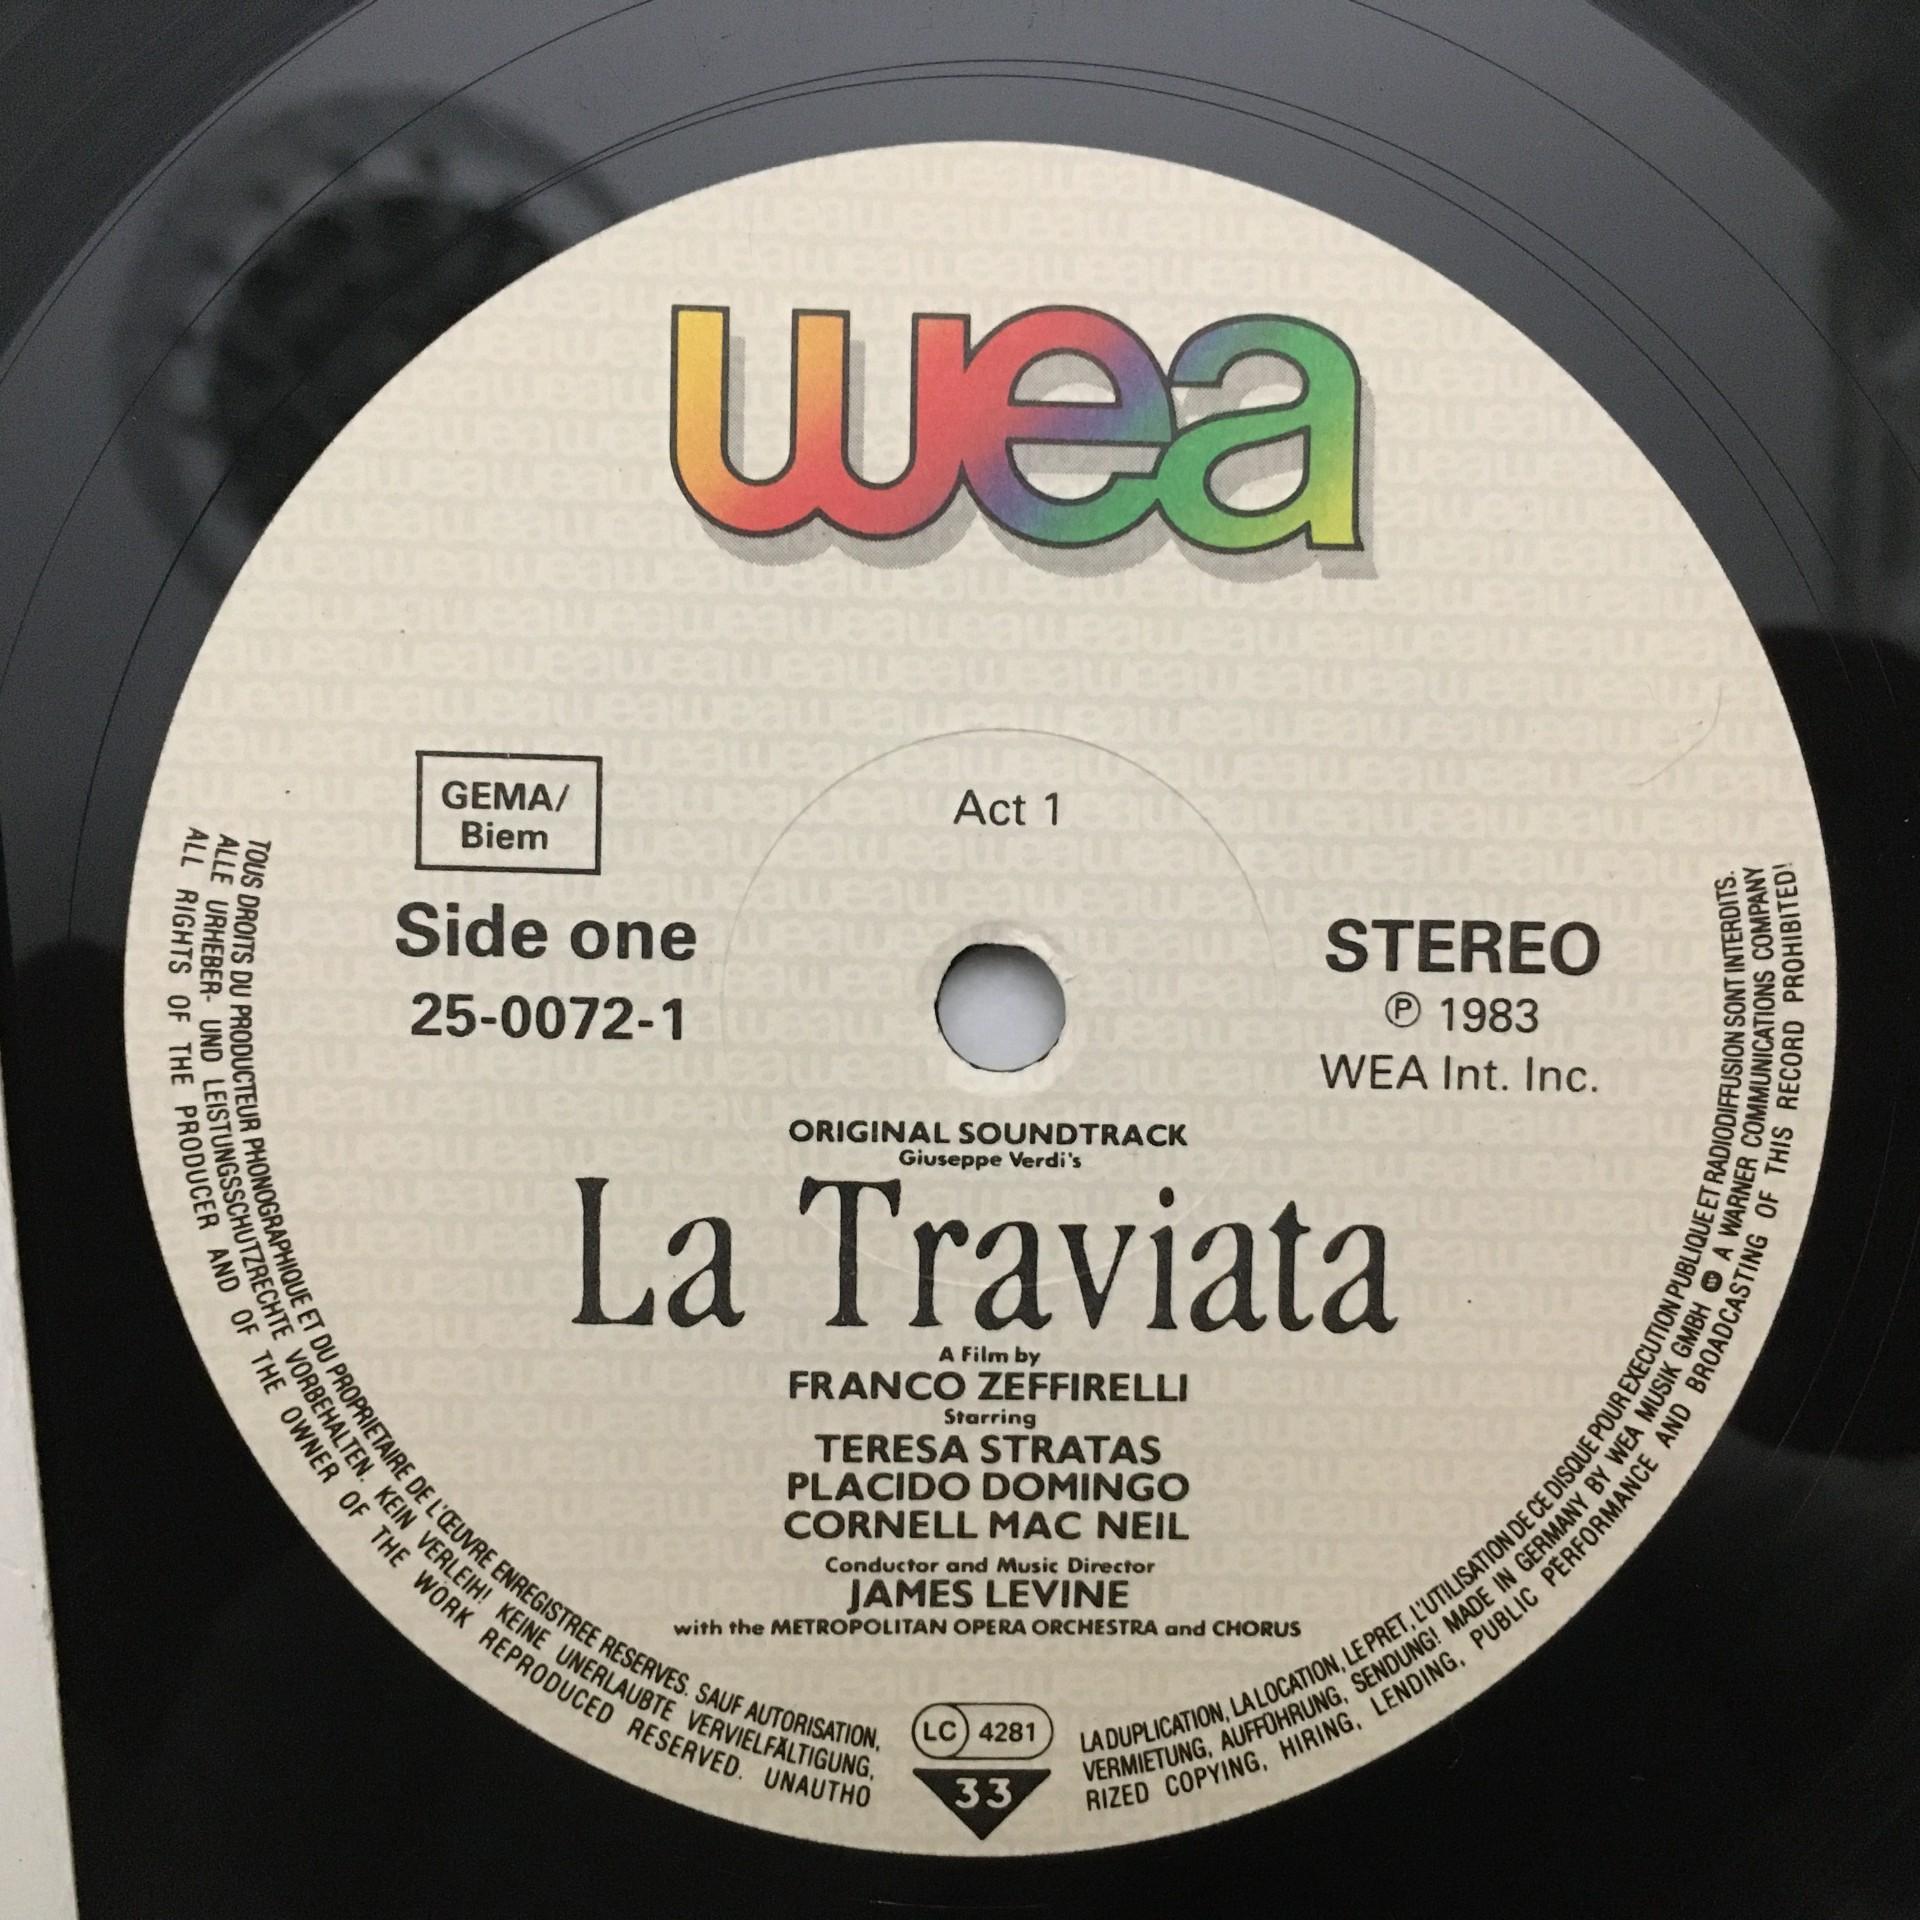 wea
GEMA/
Biem
Act 1
Side one
25-0072-1
STEREO
Ⓟ 1983
WEA Int. Inc.
ORIGINAL SOUNDTRACK
Giuseppe Verdi's
La Traviata
A Film by
FRANCO ZEFFIRELLI
Starring
TERESA STRATAS
PLACIDO DOMINGO
CORNELL MAC NEIL
Conductor and Music Director
JAMES LEVINE
with the METROPOLITAN OPERA ORCHESTRA and CHORUS
LC 4281
33
TOUS DROITS DU PRODUCTEUR PHONOGRAPHIQUE ET DU PROPRIETAIRE DE L'ŒUVRE ENREGISTREE RESERVES. SAUF AUTORISATION, LA DUPLICATION, LA LOCATION, LE PRET, L'UTILISATION DE CE DISQUE POUR EXECUTION PUBLIQUE ET RADIODIFFUSION SONT INTERDITS.
ALLE URHEBER- UND LEISTUNGSSCHUTZRECHTE VORBEHALTEN. KEIN VERLEIH! KEINE UNERLAUBTE VERVIELFÄLTIGUNG, VERMIETUNG, AUFFÜHRUNG, SENDUNG! MADE IN GERMANY BY WEA MUSIK GMBH A WARNER COMMUNICATIONS COMPANY
ALL RIGHTS OF THE PRODUCER AND OF THE OWNER OF THE WORK REPRODUCED RESERVED. UNAUTHORIZED COPYING, HIRING, LENDING, PUBLIC PERFORMANCE AND BROADCASTING OF THIS RECORD PROHIBITED!